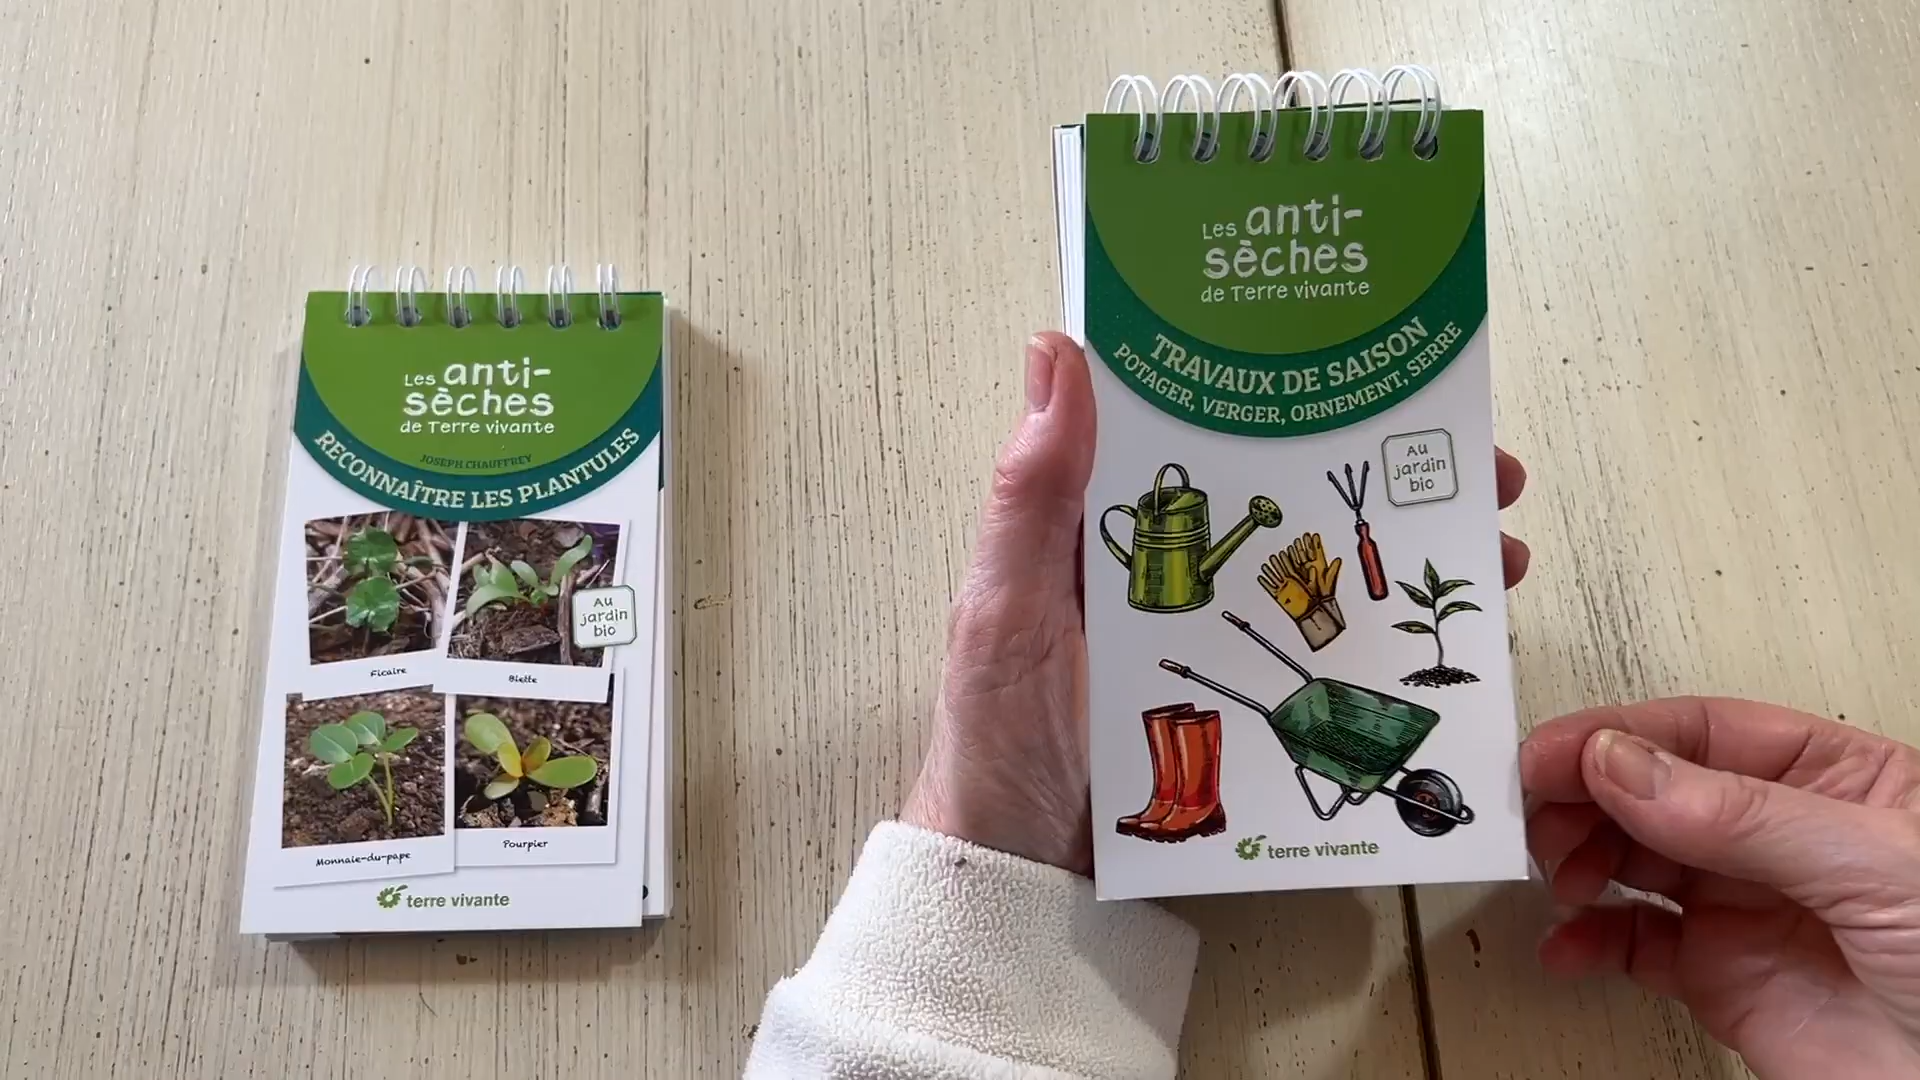 Les anti-
sèches
de Terre vivante
JOSEPH CHAUFFREY
RECONNAÎTRE LES PLANTULES
Au
jardin
bio
Ficaire
Blette
Monnaie-du-pape
Pourpier
terre vivante
Les anti-
sèches
de Terre vivante
TRAVAUX DE SAISON
POTAGER, VERGER, ORNEMENT, SERRE
Au
jardin
bio
terre vivante